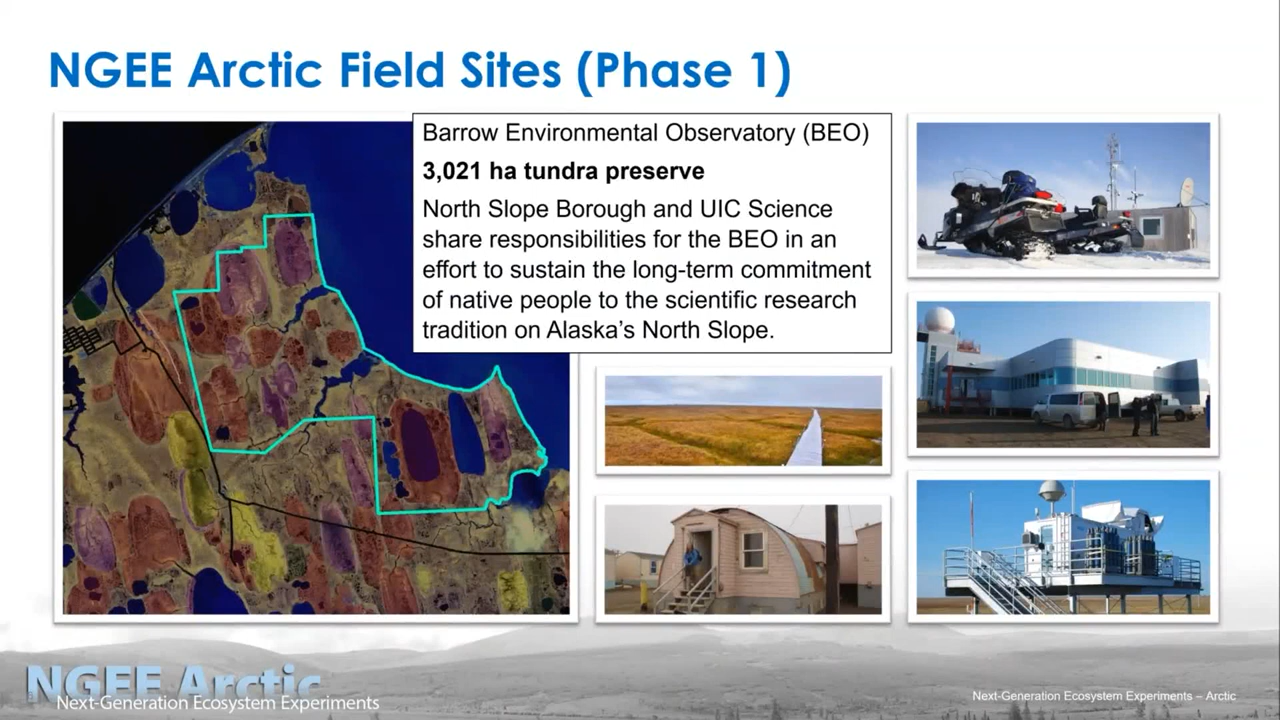 NGEE Arctic Field Sites (Phase 1)
Barrow Environmental Observatory (BEO)
3,021 ha tundra preserve
North Slope Borough and UIC Science
share responsibilities for the BEO in an
effort to sustain the long-term commitment
of native people to the scientific research
tradition on Alaska’s North Slope.
NGEE Arctic
Next-Generation Ecosystem Experiments
Next-Generation Ecosystem Experiments – Arctic